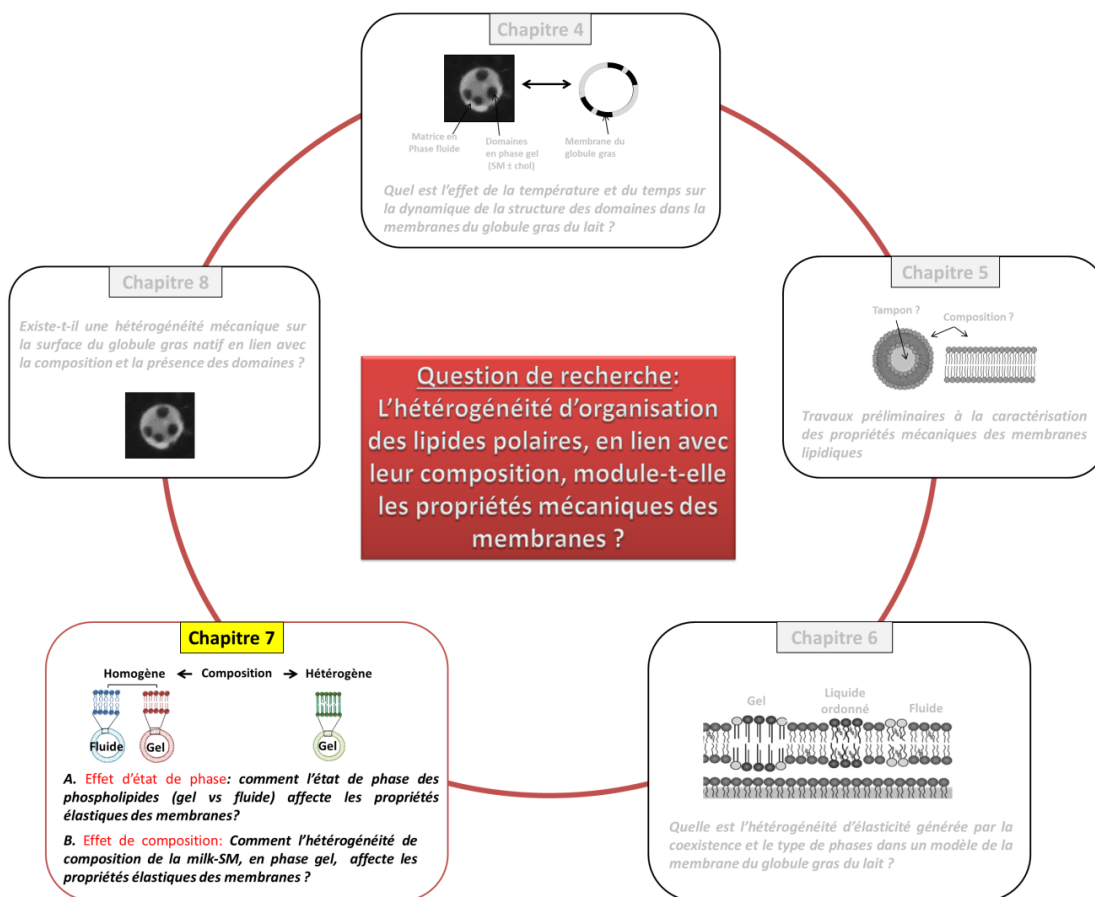 Chapitre 4
Matrice en
Phase fluide
Domaines
en phase gel
(SM ± chol)
Membrane du
globule gras
Quel est l'effet de la température et du temps sur
la dynamique de la structure des domaines dans la
membranes du globule gras du lait ?
Chapitre 8
Existe-t-il une hétérogénéité mécanique sur
la surface du globule gras natif en lien avec
la composition et la présence des domaines ?
Chapitre 5
Tampon ?
Composition ?
Travaux préliminaires à la caractérisation
des propriétés mécaniques des membranes
lipidiques
Question de recherche:
L'hétérogénéité d'organisation
des lipides polaires, en lien avec
leur composition, module-t-elle
les propriétés mécaniques des
membranes ?
Chapitre 7
Homogène
Composition
Hétérogène
Fluide
Gel
Gel
A. Effet d'état de phase: comment l'état de phase des
phospholipides (gel vs fluide) affecte les propriétés
élastiques des membranes?
B. Effet de composition: Comment l'hétérogénéité de
composition de la milk-SM, en phase gel, affecte les
propriétés élastiques des membranes ?
Chapitre 6
Gel
Liquide
ordonné
Fluide
Quelle est l'hétérogénéité d'élasticité générée par la
coexistence et le type de phases dans un modèle de la
membrane du globule gras du lait ?